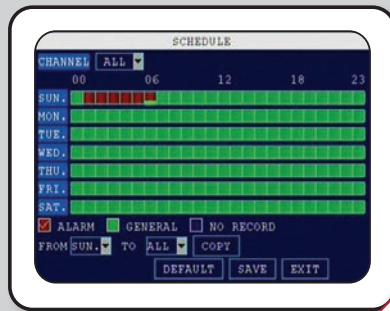 SCHEDULE
CHANNEL ALL
00 06 12 18 23
SUN.
MON.
TUE.
WED.
THU.
FRI.
SAT.
ALARM GENERAL NO RECORD
FROM SUN. TO ALL COPY
DEFAULT SAVE EXIT